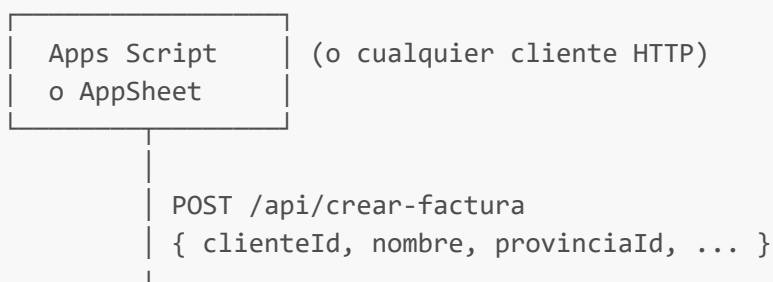 Apps Script (o cualquier cliente HTTP)
o AppSheet
POST /api/crear-factura
{ clienteId, nombre, provinciaId, ... }